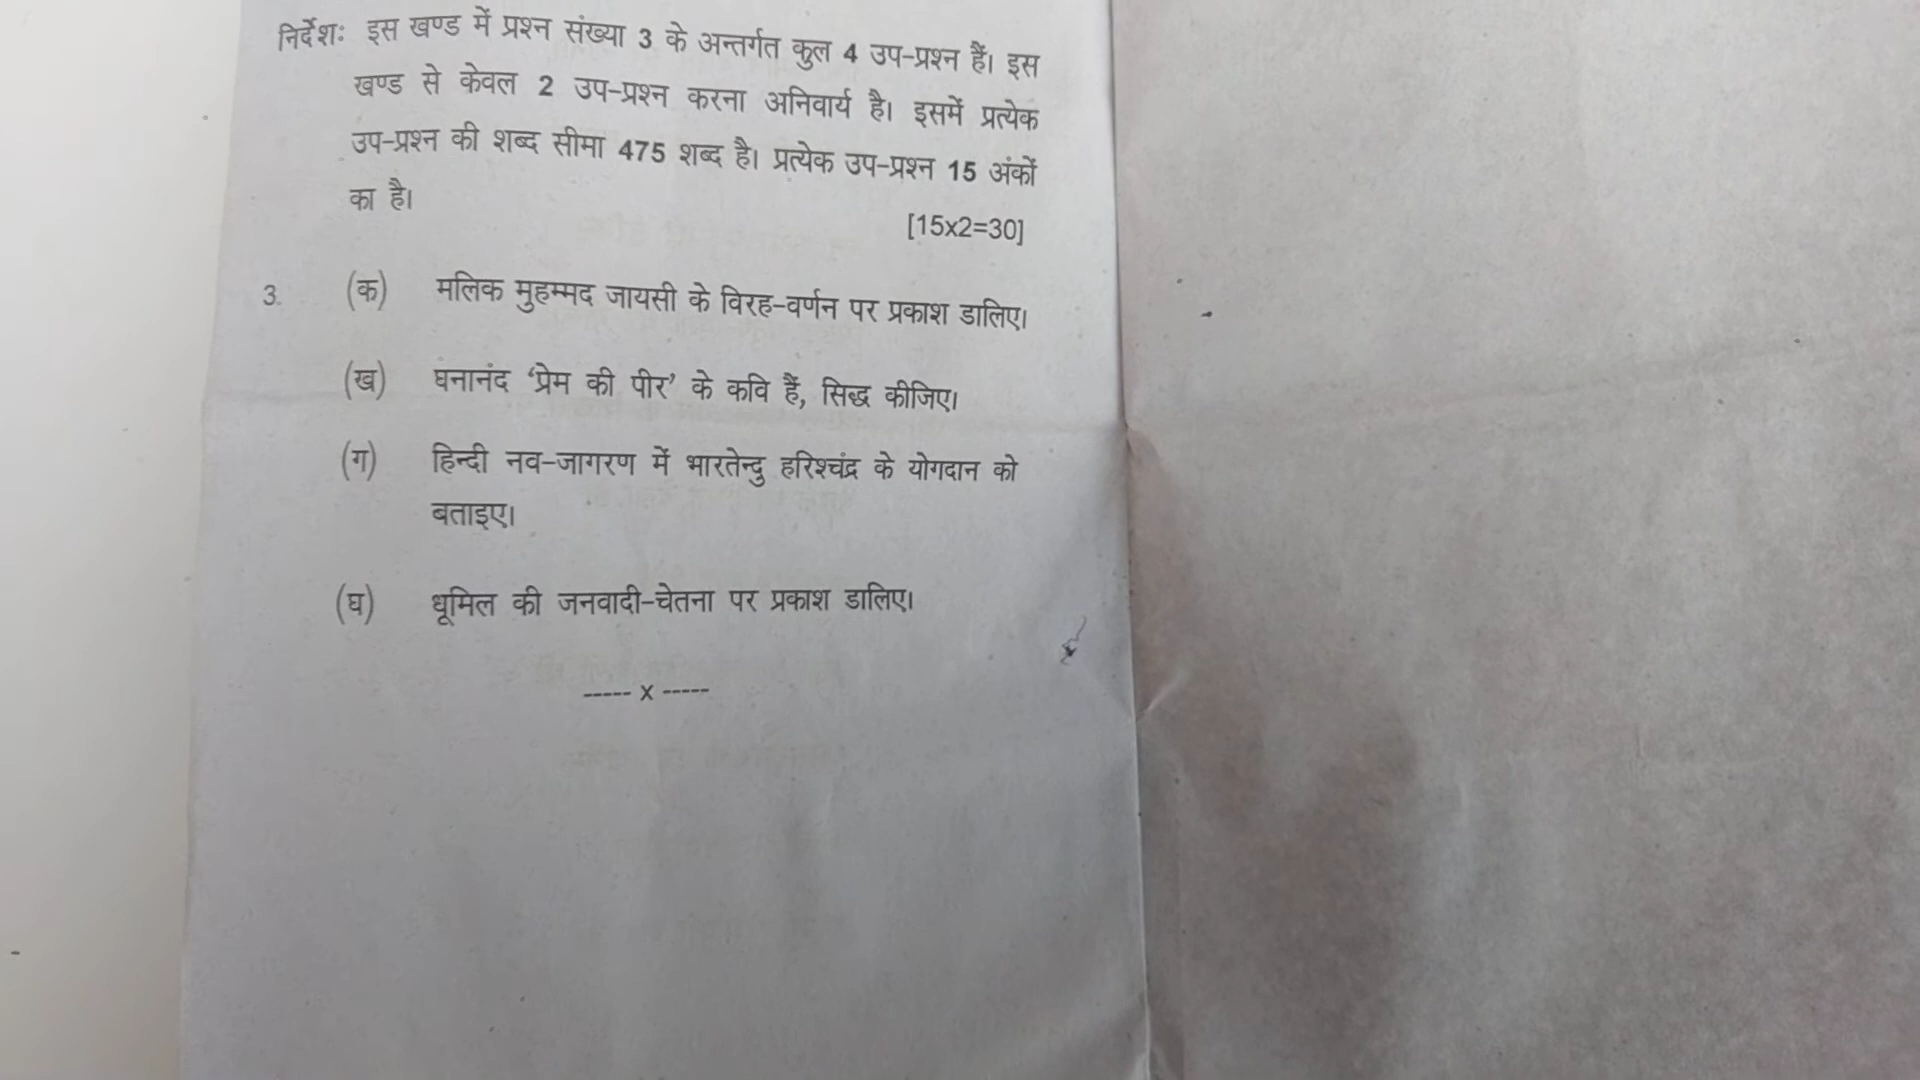 निर्देशः इस खण्ड में प्रश्न संख्या 3 के अन्तर्गत कुल 4 उप-प्रश्न हैं। इस
खण्ड से केवल 2 उप-प्रश्न करना अनिवार्य है। इसमें प्रत्येक
उप-प्रश्न की शब्द सीमा 475 शब्द है। प्रत्येक उप-प्रश्न 15 अंकों
का है।
[15x2=30]
3. (क) मलिक मुहम्मद जायसी के विरह-वर्णन पर प्रकाश डालिए।
(ख) घनानंद ‘प्रेम की पीर’ के कवि हैं, सिद्ध कीजिए।
(ग) हिन्दी नव-जागरण में भारतेन्दु हरिश्चंद्र के योगदान को
बताइए।
(घ) धूमिल की जनवादी-चेतना पर प्रकाश डालिए।
----- x -----